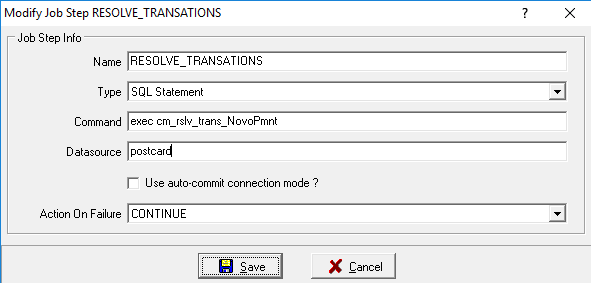 Modify Job Step RESOLVE_TRANSATIONS
Job Step Info
Name RESOLVE_TRANSATIONS
Type SQL Statement
Command exec cm_rslv_trans_NovoPmnt
Datasource postcard
Use auto-commit connection mode ?
Action On Failure CONTINUE
Save Cancel